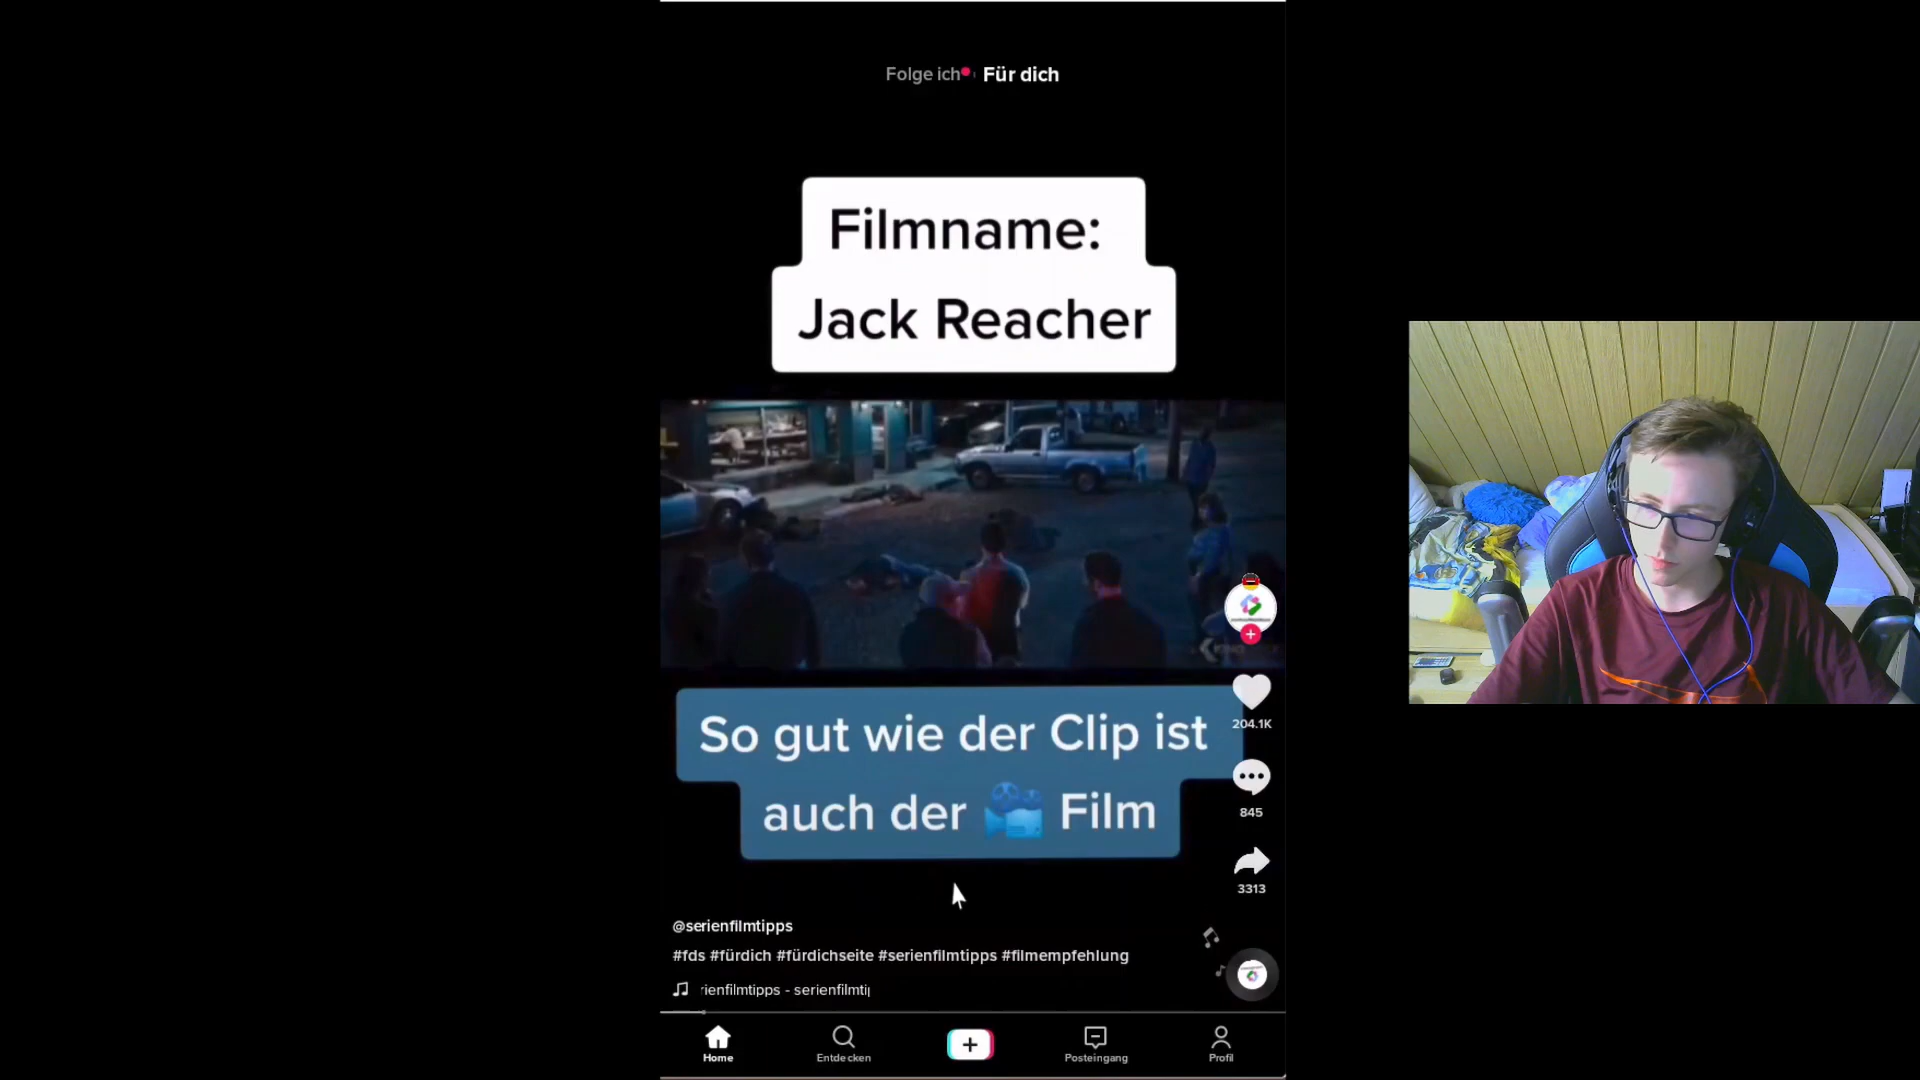 Folge ich Für dich
Filmname:
Jack Reacher
So gut wie der Clip ist
auch der 🎥 Film
204.1K
845
3313
@serienfilmtipps
#fds #fürdich #fürdichseite #serienfilmtipps #filmempfehlung
rienfilmtipps - serienfilmti
Home Entdecken Posteingang Profil